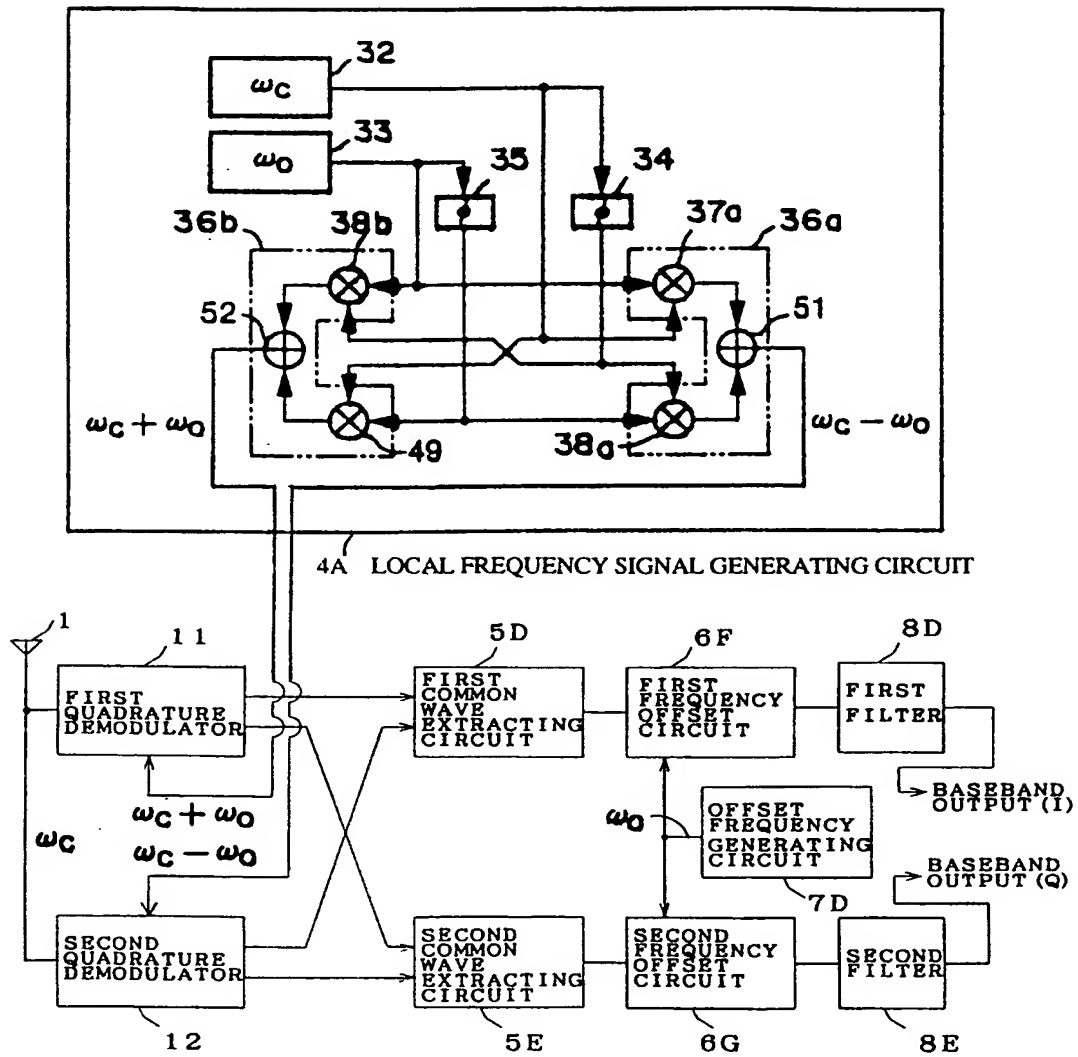 32
ωC
33
ωO
35
34
36b
38b
37a
36a
52
51
ωC + ωO
49
38a
ωC − ωO
4A LOCAL FREQUENCY SIGNAL GENERATING CIRCUIT
1
11
5D
6F
8D
FIRST
QUADRATURE
DEMODULATOR
FIRST
COMMON
WAVE
EXTRACTING
CIRCUIT
FIRST
FREQUENCY
OFFSET
CIRCUIT
FIRST
FILTER
BASEBAND
OUTPUT (I)
ωC
ωC + ωO
ωC − ωO
ωO
OFFSET
FREQUENCY
GENERATING
CIRCUIT
7D
BASEBAND
OUTPUT (Q)
SECOND
QUADRATURE
DEMODULATOR
SECOND
COMMON
WAVE
EXTRACTING
CIRCUIT
SECOND
FREQUENCY
OFFSET
CIRCUIT
SECOND
FILTER
12
5E
6G
8E